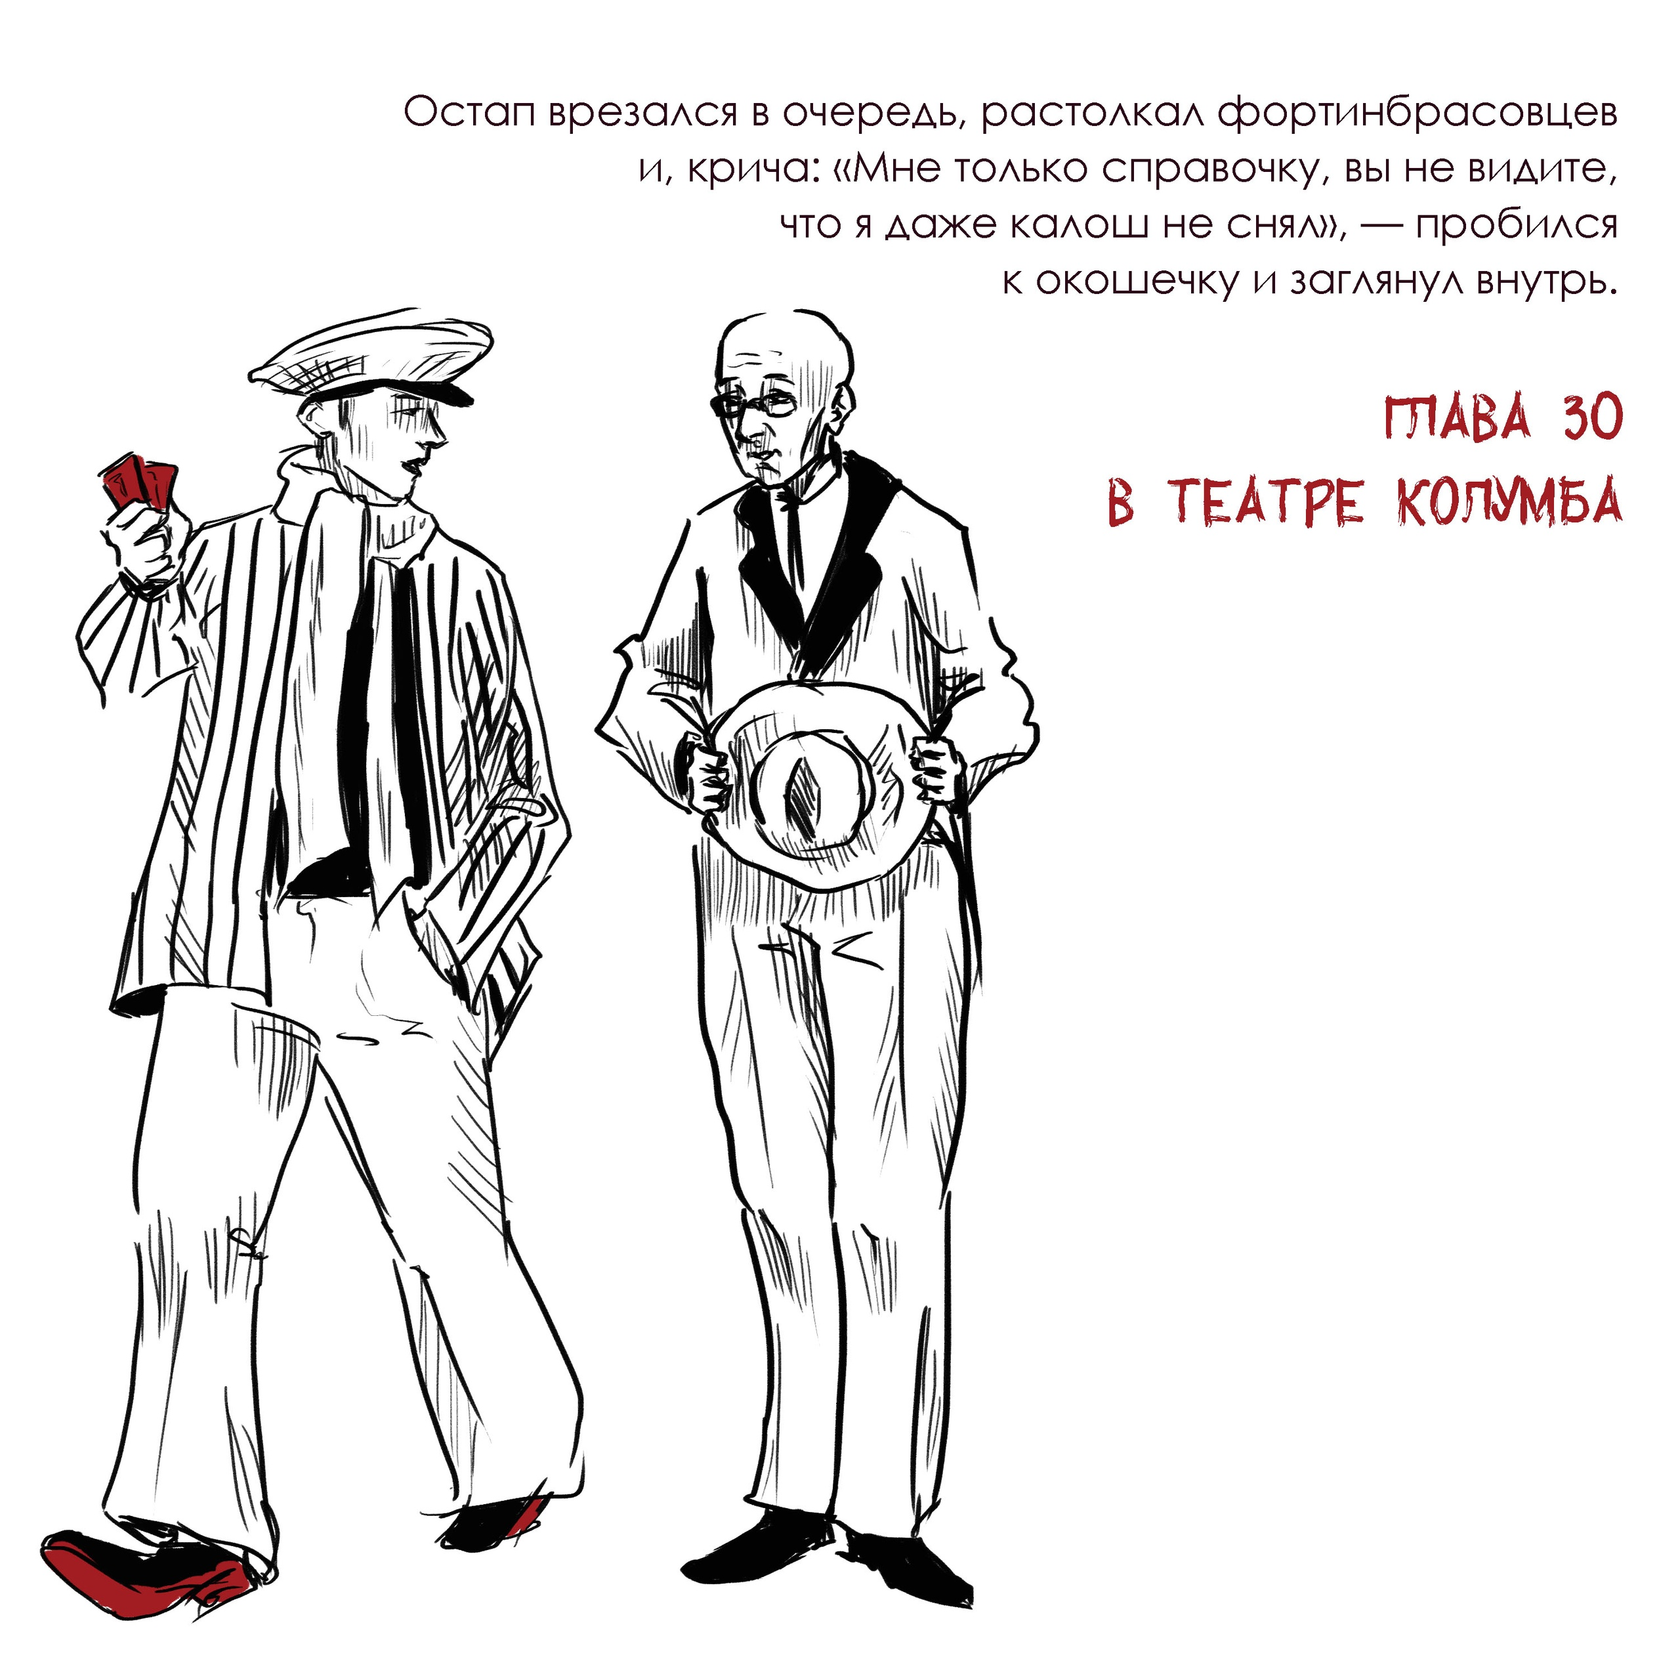 Остап врезался в очередь, растолкал фортинбрасовцев
и, крича: «Мне только справочку, вы не видите,
что я даже калош не снял», — пробился
к окошечку и заглянул внутрь.
ГЛАВА 30
В ТЕАТРЕ КОЛУМБА